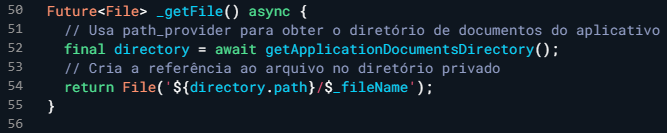 50 Future<File> _getFile() async {
51 // Usa path_provider para obter o diretório de documentos do aplicativo
52 final directory = await getApplicationDocumentsDirectory();
53 // Cria a referência ao arquivo no diretório privado
54 return File('${directory.path}/$_fileName');
55 }
56